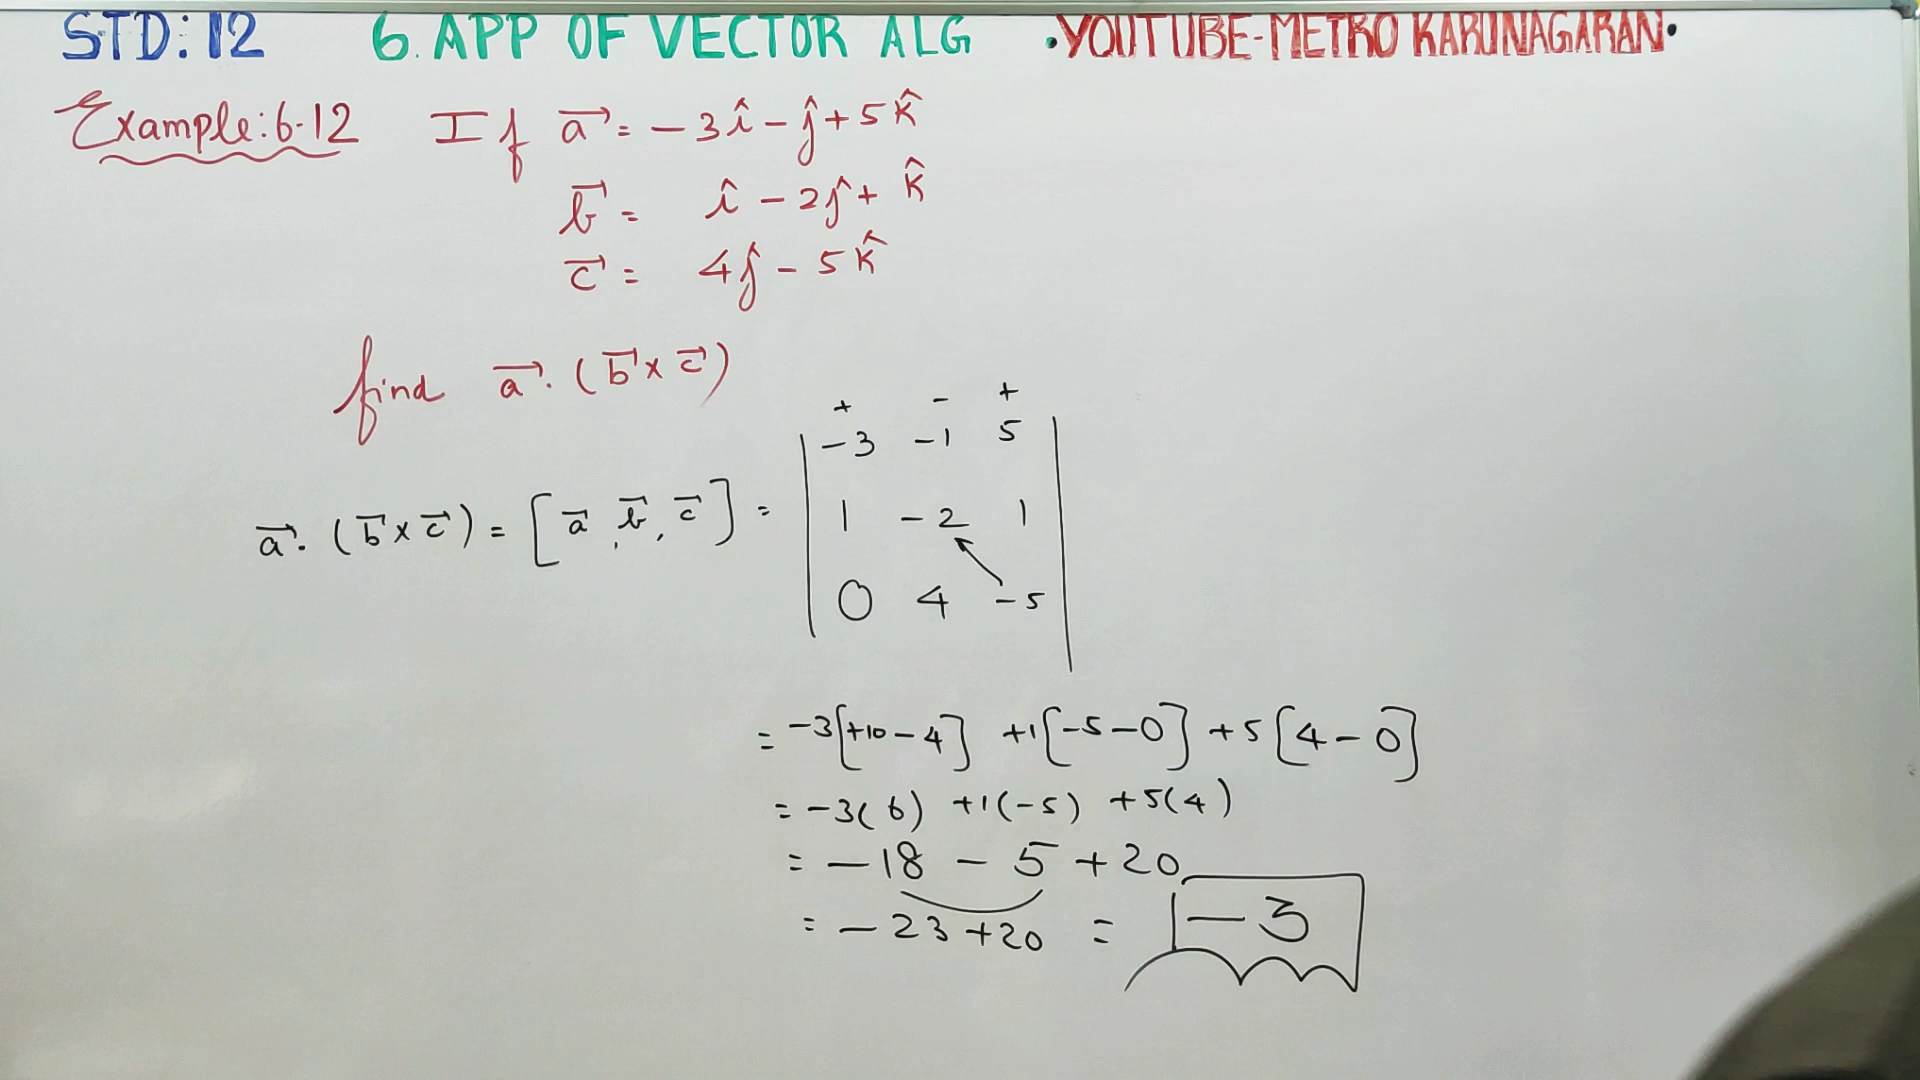 STD:12 6. APP OF VECTOR ALG •YOUTUBE-METRO KARUNAGARAN•
Example:6.12 If a⃗ = -3î - ĵ + 5k̂
b⃗ = î - 2ĵ + k̂
c⃗ = 4ĵ - 5k̂
find a⃗. (b⃗ × c⃗)
+ - +
-3 -1 5
a⃗. (b⃗ × c⃗) = [a⃗, b⃗, c⃗] = | 1 -2 1 |
0 4 -5
= -3[+10-4] +1[-5-0] +5[4-0]
= -3(6) +1(-5) +5(4)
= -18 - 5 + 20
= -23 + 20 = -3